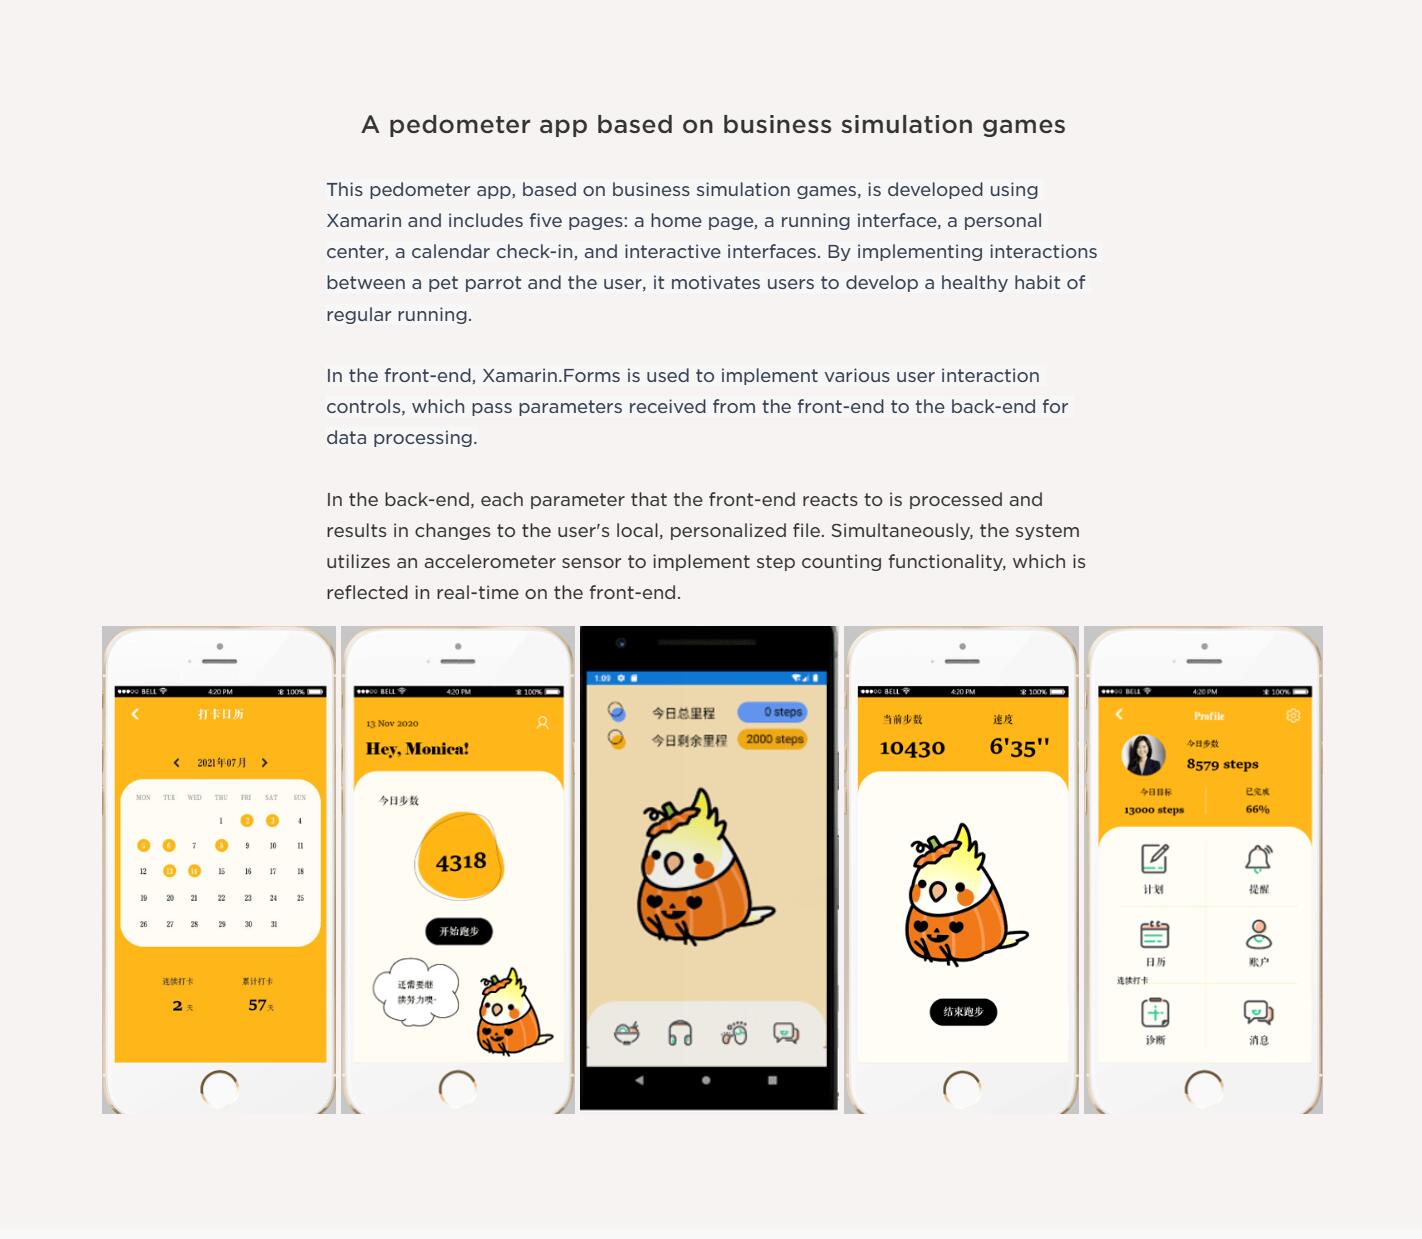 A pedometer app based on business simulation games
This pedometer app, based on business simulation games, is developed using
Xamarin and includes five pages: a home page, a running interface, a personal
center, a calendar check-in, and interactive interfaces. By implementing interactions
between a pet parrot and the user, it motivates users to develop a healthy habit of
regular running.
In the front-end, Xamarin.Forms is used to implement various user interaction
controls, which pass parameters received from the front-end to the back-end for
data processing.
In the back-end, each parameter that the front-end reacts to is processed and
results in changes to the user's local, personalized file. Simultaneously, the system
utilizes an accelerometer sensor to implement step counting functionality, which is
reflected in real-time on the front-end.
BELL 4:20 PM 100%
打卡日历
2021年07月
MON TUE WED THU FRI SAT SUN
1 2 3 4
5 6 7 8 9 10 11
12 13 14 15 16 17 18
19 20 21 22 23 24 25
26 27 28 29 30 31
连续打卡 累计打卡
2 天 57 天
BELL 4:20 PM 100%
13 Nov 2020
Hey, Monica!
今日步数
4318
开始跑步
还需要继
续努力噢~
1:09
今日总里程 0 steps
今日剩余里程 2000 steps
BELL 4:20 PM 100%
当前步数 速度
10430 6'35''
结束跑步
BELL 4:20 PM 100%
Profile
今日步数
8579 steps
今日目标 已完成
13000 steps 66%
计划 提醒
日历 账户
连续打卡
诊断 消息